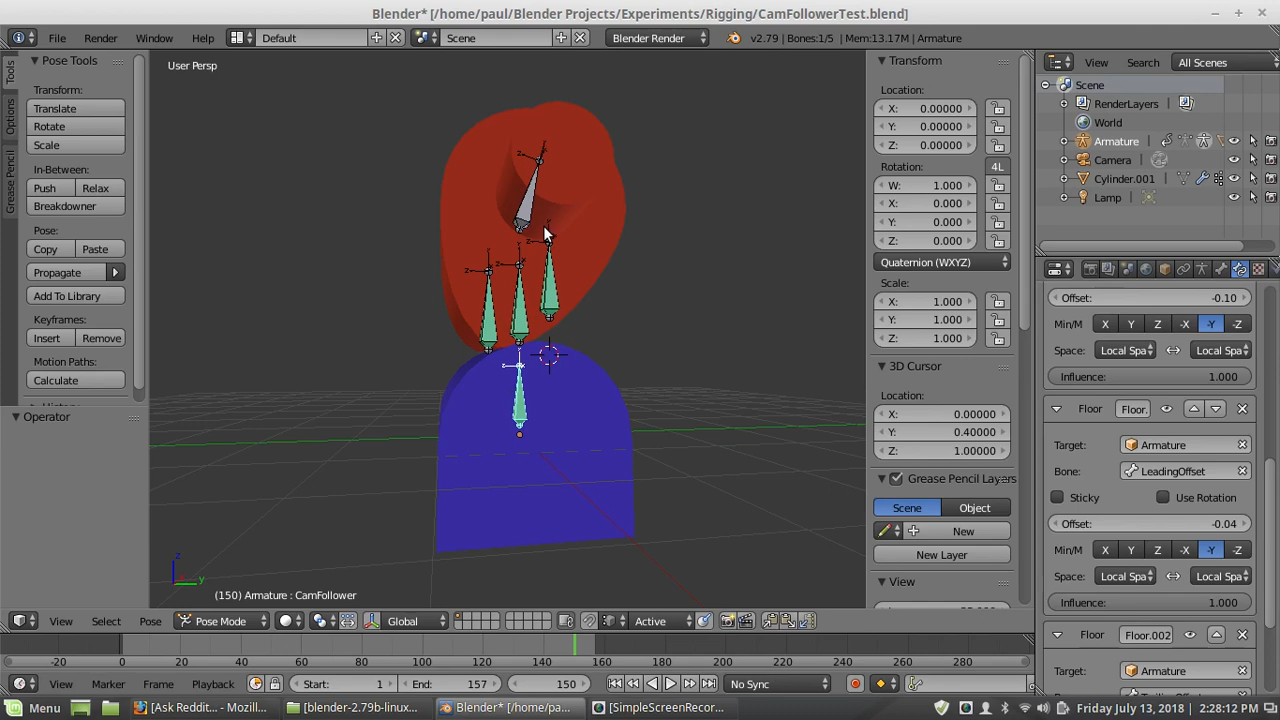 Blender* [/home/paul/Blender Projects/Experiments/Rigging/CamFollowerTest.blend]
File Render Window Help Default Scene Blender Render v2.79 | Bones:1/5 | Mem:13.17M | Armature
Tools
Options
Grease Pencil
Pose Tools
Transform:
Translate
Rotate
Scale
In-Between:
Push Relax
Breakdowner
Pose:
Copy Paste
Propagate
Add To Library
Keyframes:
Insert Remove
Motion Paths:
Calculate
Operator
User Persp
(150) Armature : CamFollower
Transform
Location:
X: 0.00000
Y: 0.00000
Z: 0.00000
Rotation: 4L
W: 1.000
X: 0.000
Y: 0.000
Z: 0.000
Quaternion (WXYZ)
Scale:
X: 1.000
Y: 1.000
Z: 1.000
3D Cursor
Location:
X: 0.00000
Y: 0.40000
Z: 1.00000
Grease Pencil Layers
Scene Object
New
New Layer
View
View Search All Scenes
Scene
RenderLayers
World
Armature
Camera
Cylinder.001
Lamp
Offset: -0.10
Min/M X Y Z -X -Y -Z
Space: Local Spa Local Spa
Influence: 1.000
Floor Floor.
Target: Armature
Bone: LeadingOffset
Sticky Use Rotation
Offset: -0.04
Min/M X Y Z -X -Y -Z
Space: Local Spa Local Spa
Influence: 1.000
Floor Floor.002
Target: Armature
View Select Pose Pose Mode Global Active
-20 0 20 40 60 80 100 120 140 160 180 200 220 240 260 280
View Marker Frame Playback Start: 1 End: 157 150 No Sync
Menu [Ask Reddit... - Mozill... [blender-2.79b-linux... Blender* [/home/pa... [SimpleScreenRecor... Friday July 13, 2018 - 2:28:12 PM